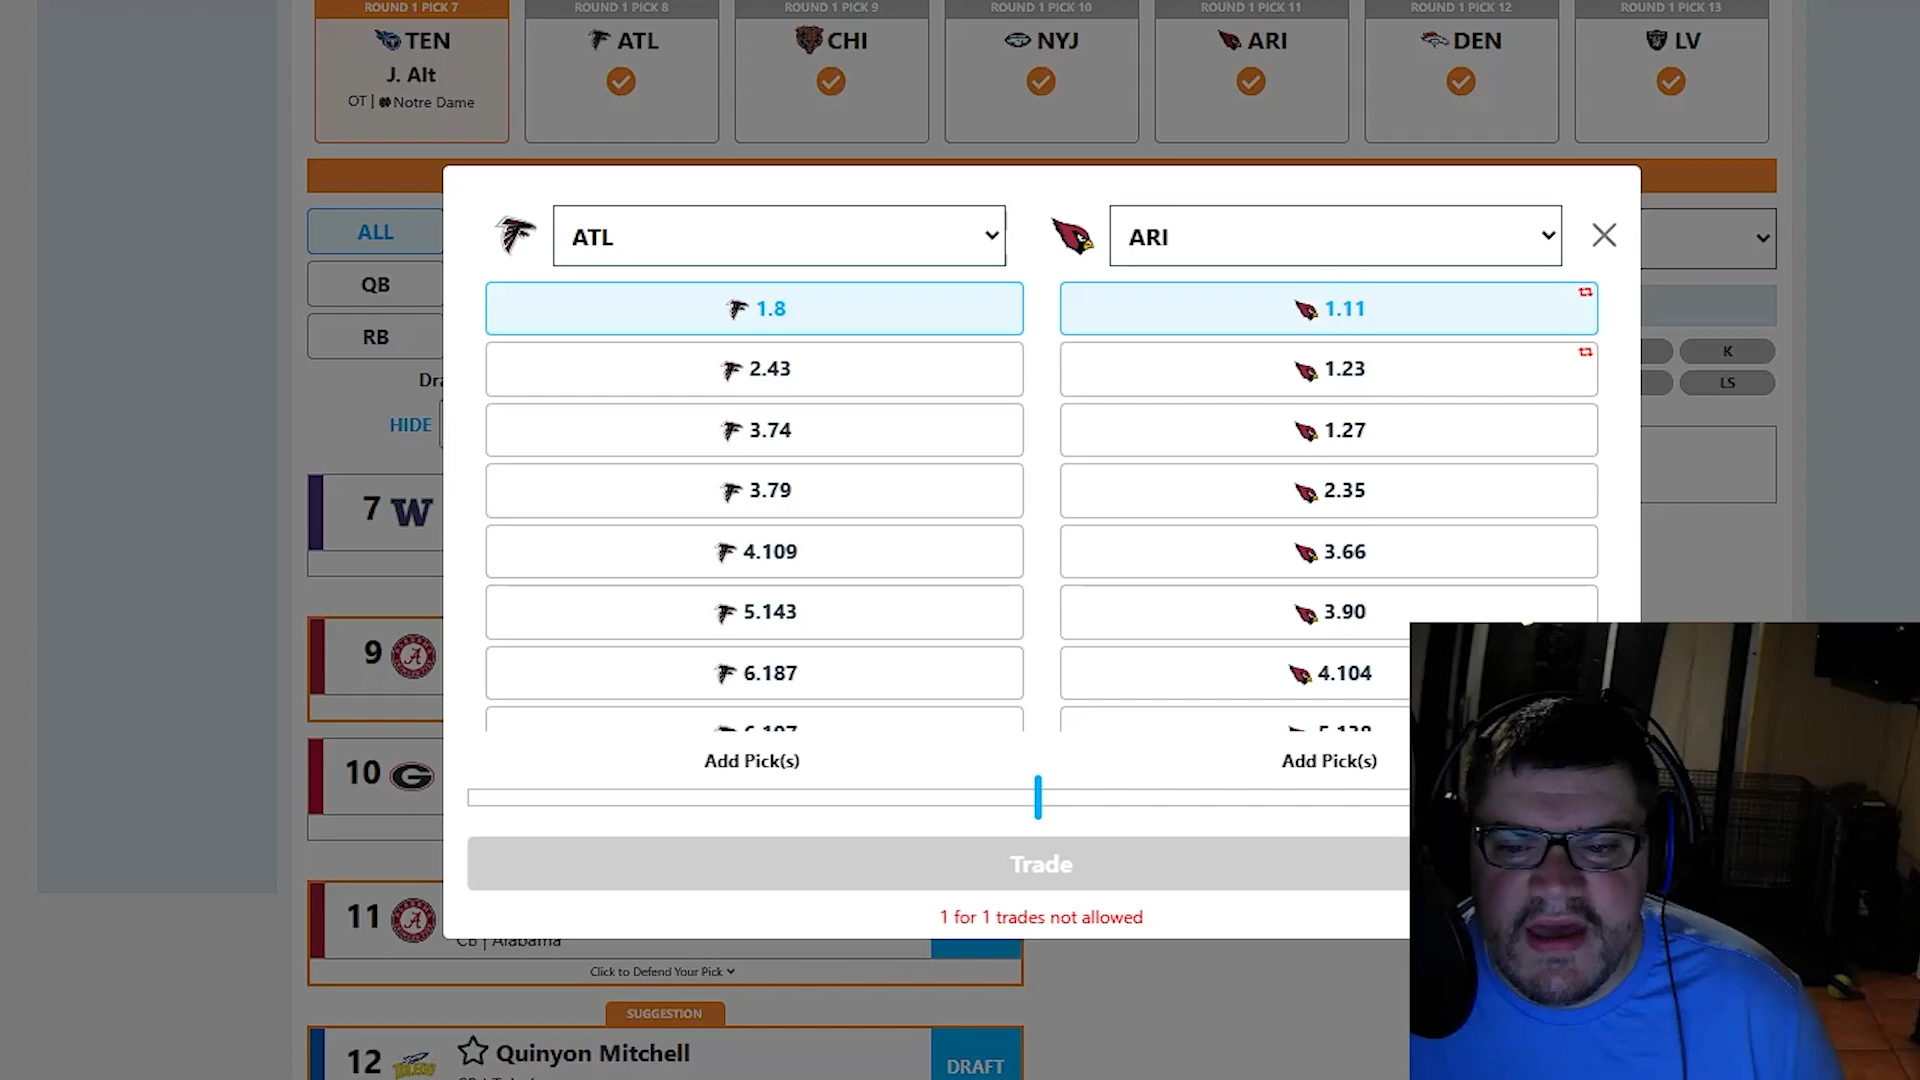 ROUND 1 PICK 7
ROUND 1 PICK 8
ROUND 1 PICK 9
ROUND 1 PICK 10
ROUND 1 PICK 11
ROUND 1 PICK 12
ROUND 1 PICK 13
TEN
ATL
CHI
NYJ
ARI
DEN
LV
J. Alt
OT | Notre Dame
ALL
QB
RB
HIDE
K
LS
ATL
ARI
1.8
1.11
2.43
1.23
3.74
1.27
3.79
2.35
4.109
3.66
5.143
3.90
6.187
4.104
Add Pick(s)
Add Pick(s)
Trade
1 for 1 trades not allowed
7 W
9 A
10 G
11 A
CB | Alabama
Click to Defend Your Pick
SUGGESTION
12 TOLEDO Quinyon Mitchell
DRAFT